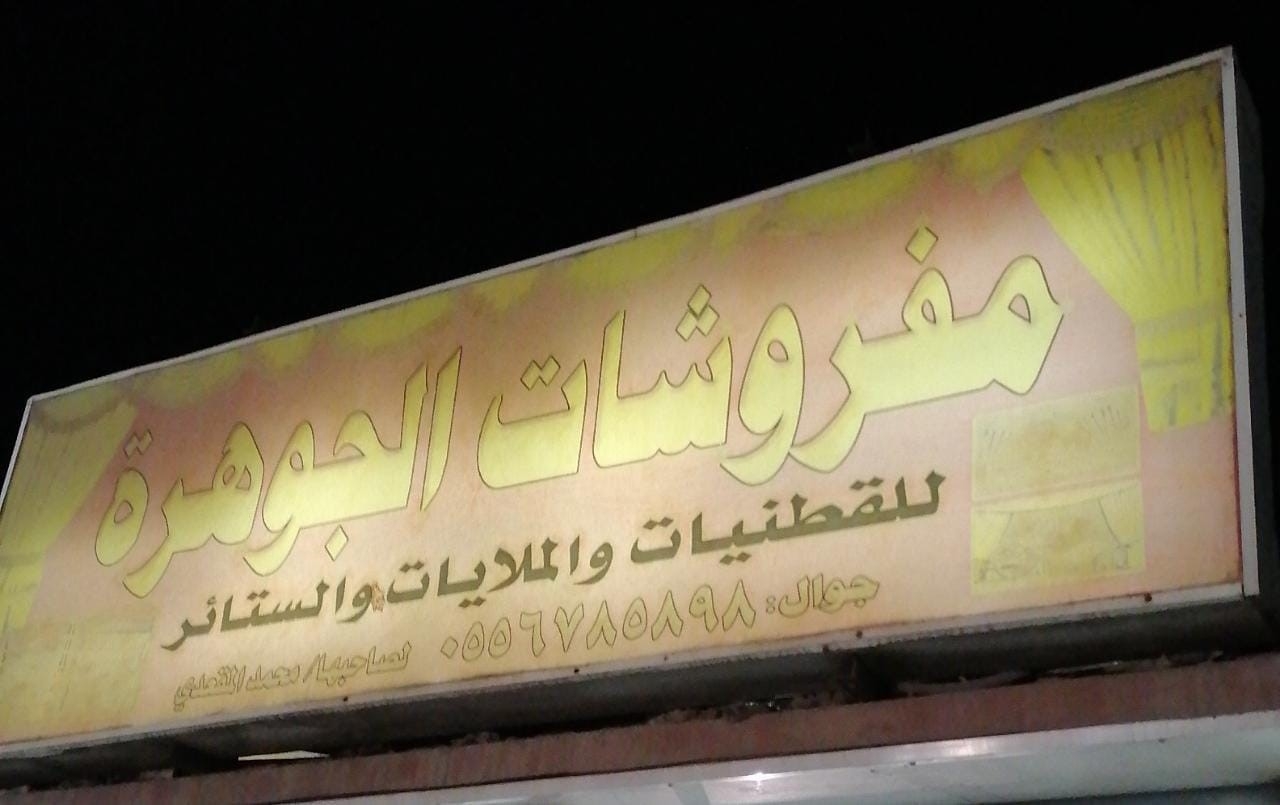 مفروشات الجوهرة
للقطنيات والملايات والستائر
جوال: ٠٥٥٦٧٨٥٨٩٨
لصاحبها/ محمد